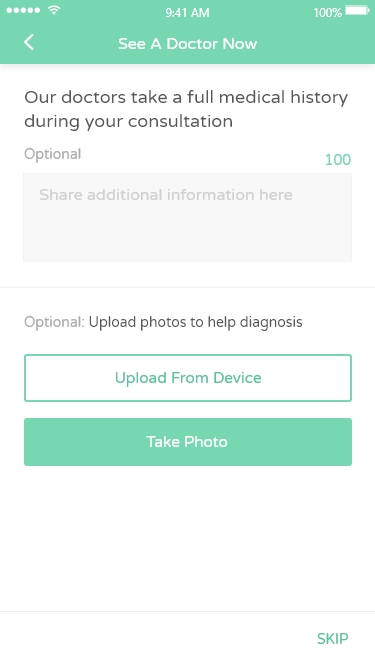 9:41 AM 100%
See A Doctor Now
Our doctors take a full medical history
during your consultation
Optional 100
Share additional information here
Optional: Upload photos to help diagnosis
Upload From Device
Take Photo
SKIP